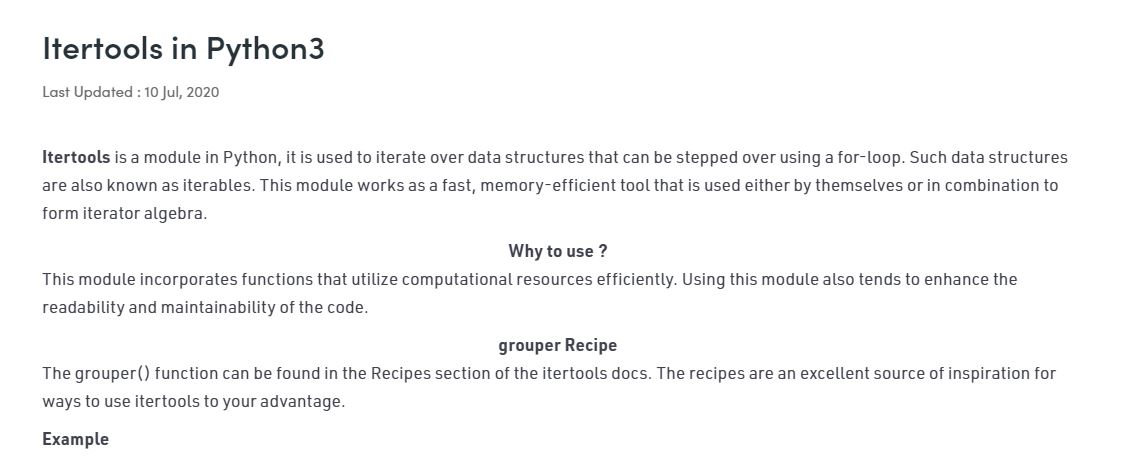 Itertools in Python3
Last Updated : 10 Jul, 2020
Itertools is a module in Python, it is used to iterate over data structures that can be stepped over using a for-loop. Such data structures
are also known as iterables. This module works as a fast, memory-efficient tool that is used either by themselves or in combination to
form iterator algebra.
Why to use ?
This module incorporates functions that utilize computational resources efficiently. Using this module also tends to enhance the
readability and maintainability of the code.
grouper Recipe
The grouper() function can be found in the Recipes section of the itertools docs. The recipes are an excellent source of inspiration for
ways to use itertools to your advantage.
Example